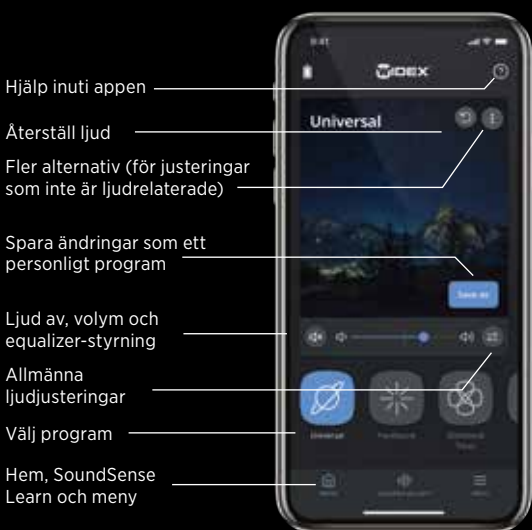 Hjälp inuti appen
Återställ ljud
Fler alternativ (för justeringar
som inte är ljudrelaterade)
Spara ändringar som ett
personligt program
Ljud av, volym och
equalizer-styrning
Allmänna
ljudjusteringar
Välj program
Hem, SoundSense
Learn och meny
9:41
WIDEX
Universal
Save as
Universal